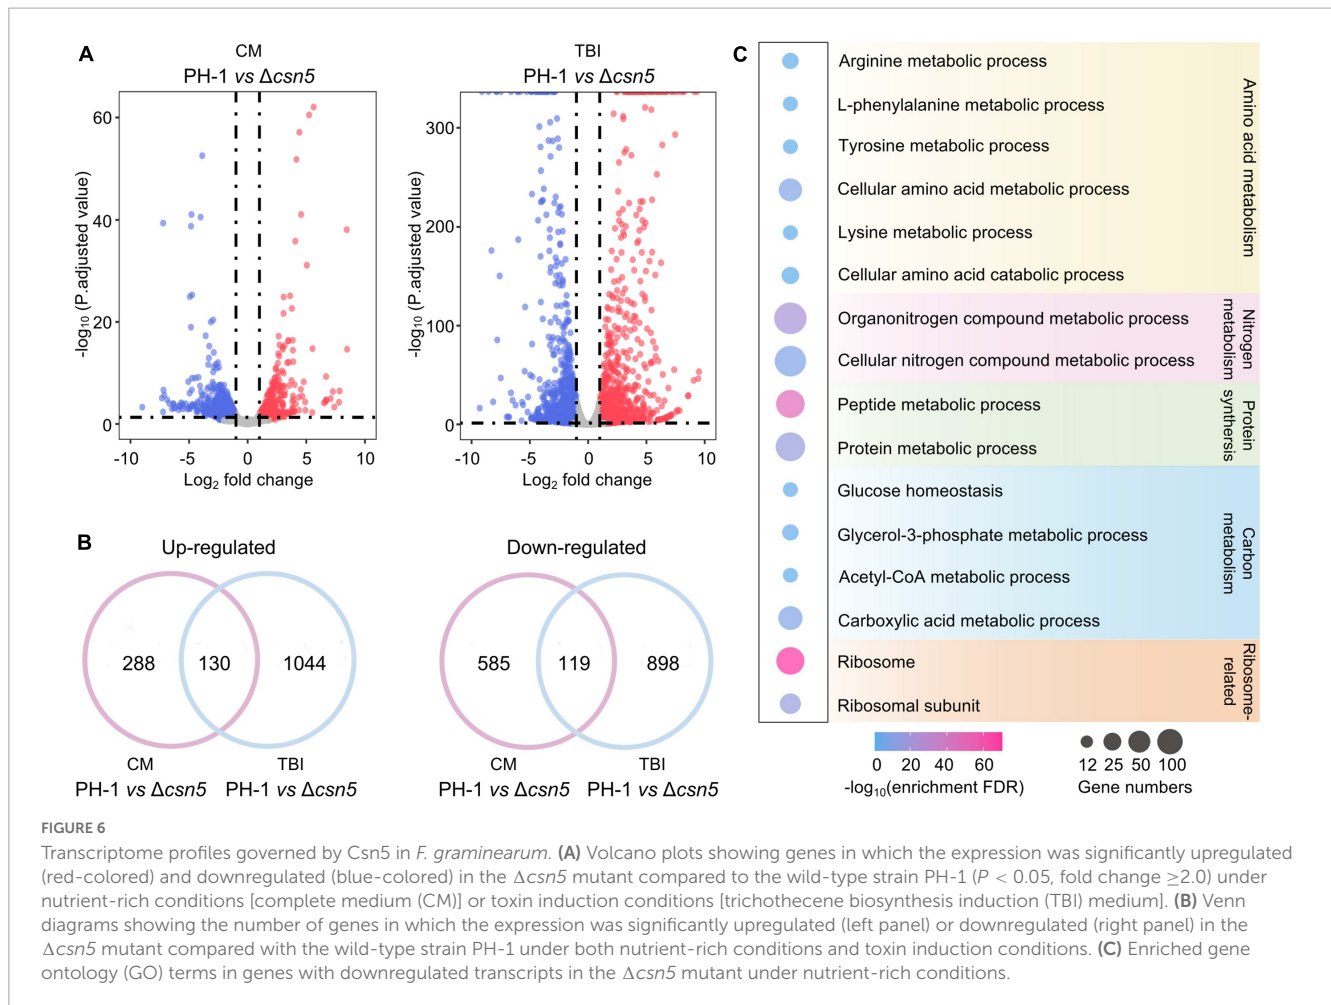 A
CM
PH-1 vs Δcsn5
-log10 (P.adjusted value)
60
40
20
0
-10
-5
0
5
10
Log2 fold change
TBI
PH-1 vs Δcsn5
-log10 (P.adjusted value)
300
200
100
0
-10
-5
0
5
10
Log2 fold change
B
Up-regulated
288
130
1044
CM
PH-1 vs Δcsn5
TBI
PH-1 vs Δcsn5
Down-regulated
585
119
898
CM
PH-1 vs Δcsn5
TBI
PH-1 vs Δcsn5
C
Arginine metabolic process
L-phenylalanine metabolic process
Tyrosine metabolic process
Cellular amino acid metabolic process
Lysine metabolic process
Cellular amino acid catabolic process
Amino acid metabolism
Organonitrogen compound metabolic process
Cellular nitrogen compound metabolic process
Nitrogen
metabolism
Peptide metabolic process
Protein metabolic process
Protein
synthersis
Glucose homeostasis
Glycerol-3-phosphate metabolic process
Acetyl-CoA metabolic process
Carboxylic acid metabolic process
Carbon
metabolism
Ribosome
Ribosomal subunit
Ribosome-
related
0 20 40 60
-log10(enrichment FDR)
12 25 50 100
Gene numbers
FIGURE 6
Transcriptome profiles governed by Csn5 in F. graminearum. (A) Volcano plots showing genes in which the expression was significantly upregulated
(red-colored) and downregulated (blue-colored) in the Δcsn5 mutant compared to the wild-type strain PH-1 (P < 0.05, fold change ≥2.0) under
nutrient-rich conditions [complete medium (CM)] or toxin induction conditions [trichothecene biosynthesis induction (TBI) medium]. (B) Venn
diagrams showing the number of genes in which the expression was significantly upregulated (left panel) or downregulated (right panel) in the
Δcsn5 mutant compared with the wild-type strain PH-1 under both nutrient-rich conditions and toxin induction conditions. (C) Enriched gene
ontology (GO) terms in genes with downregulated transcripts in the Δcsn5 mutant under nutrient-rich conditions.